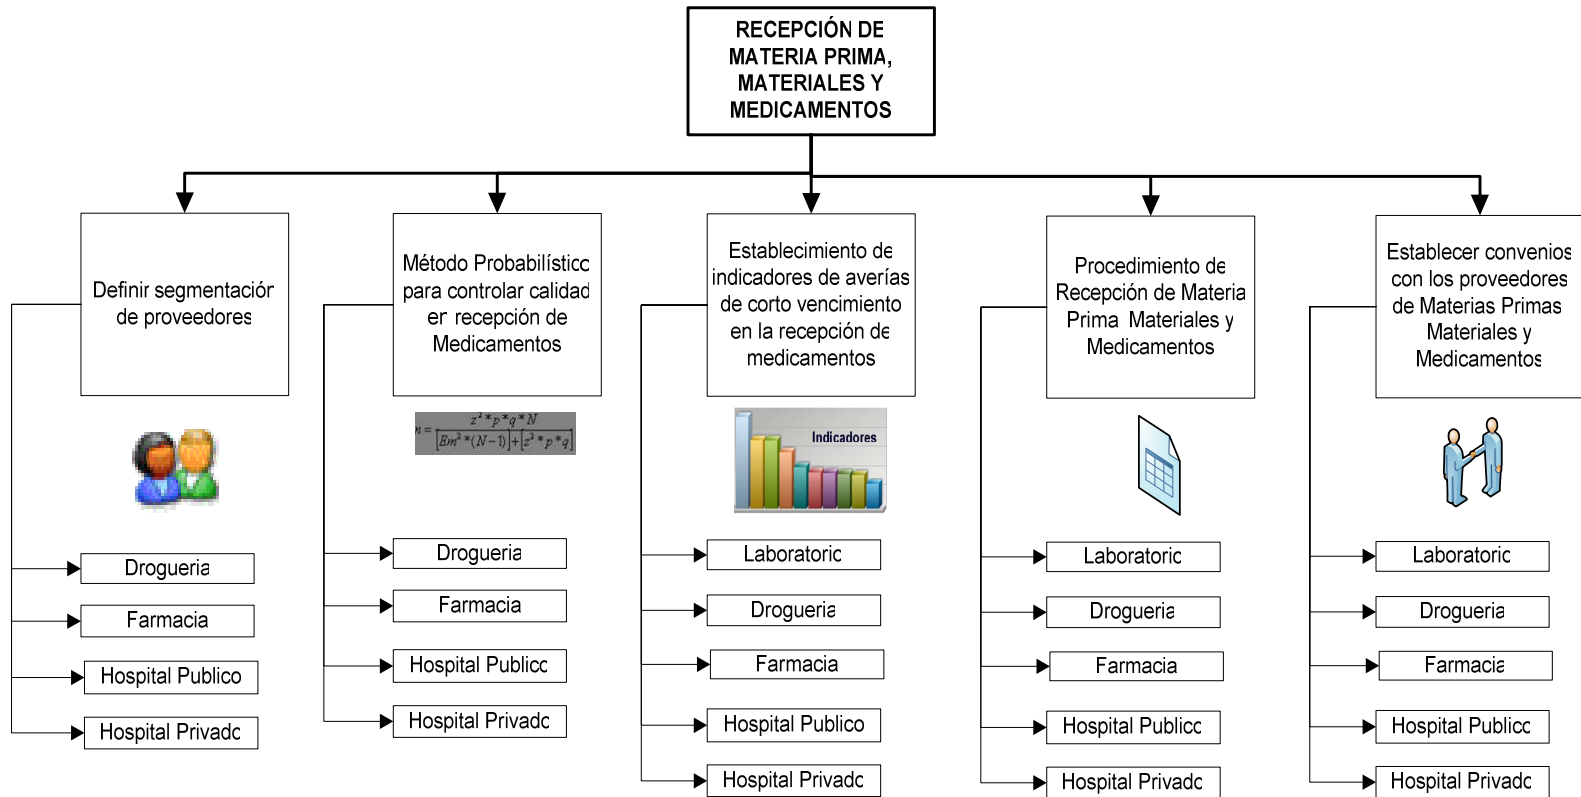 RECEPCIÓN DE
MATERIA PRIMA,
MATERIALES Y
MEDICAMENTOS
Definir segmentación
de proveedores
Drogueria
Farmacia
Hospital Publico
Hospital Privado
Método Probabilístico
para controlar calidad
en recepción de
Medicamentos
n = z² * p * q * N / [Em² * (N − 1)] + [z² * p * q]
Drogueria
Farmacia
Hospital Publico
Hospital Privado
Establecimiento de
indicadores de averías
de corto vencimiento
en la recepción de
medicamentos
Indicadores
Laboratorio
Drogueria
Farmacia
Hospital Publico
Hospital Privado
Procedimiento de
Recepción de Materia
Prima Materiales y
Medicamentos
Laboratorio
Drogueria
Farmacia
Hospital Publico
Hospital Privado
Establecer convenios
con los proveedores
de Materias Primas
Materiales y
Medicamentos
Laboratorio
Drogueria
Farmacia
Hospital Publico
Hospital Privado